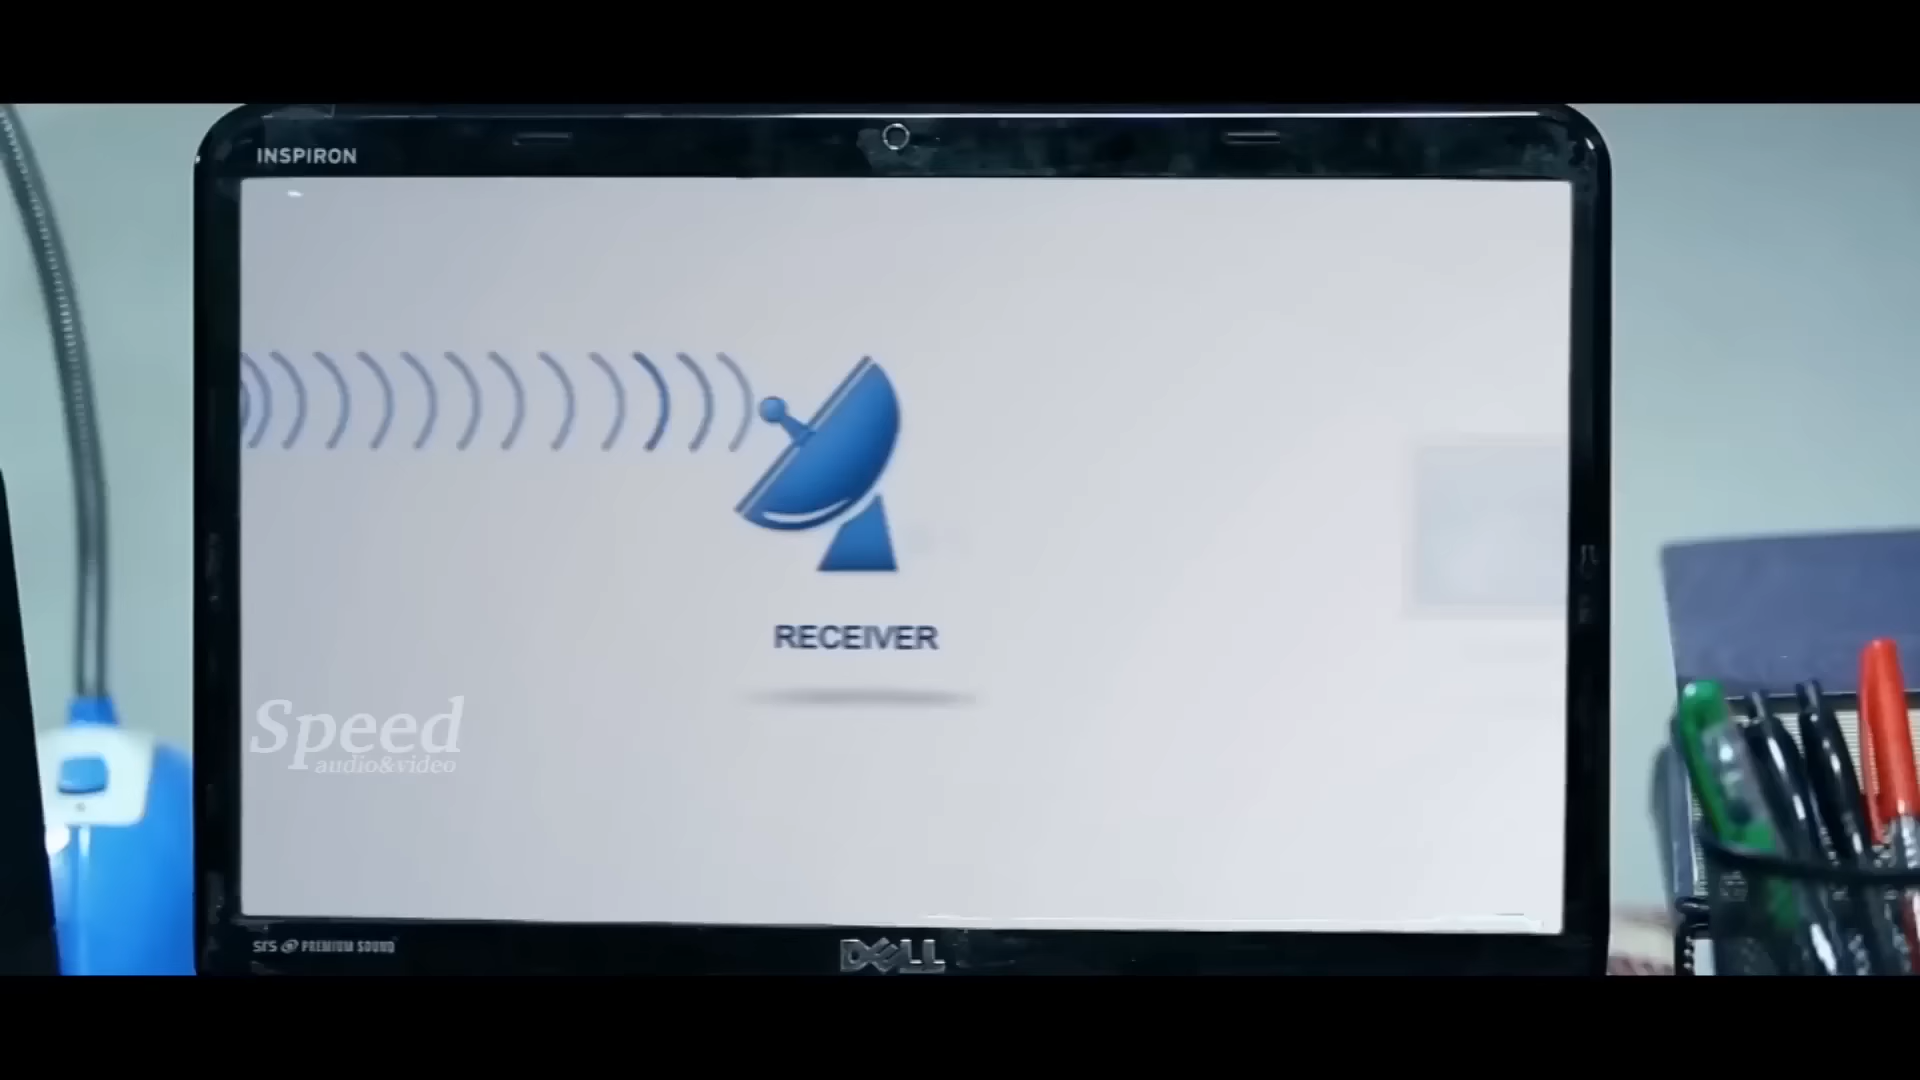 INSPIRON
RECEIVER
Speed
audio&video
SRS PREMIUM SOUND
DELL